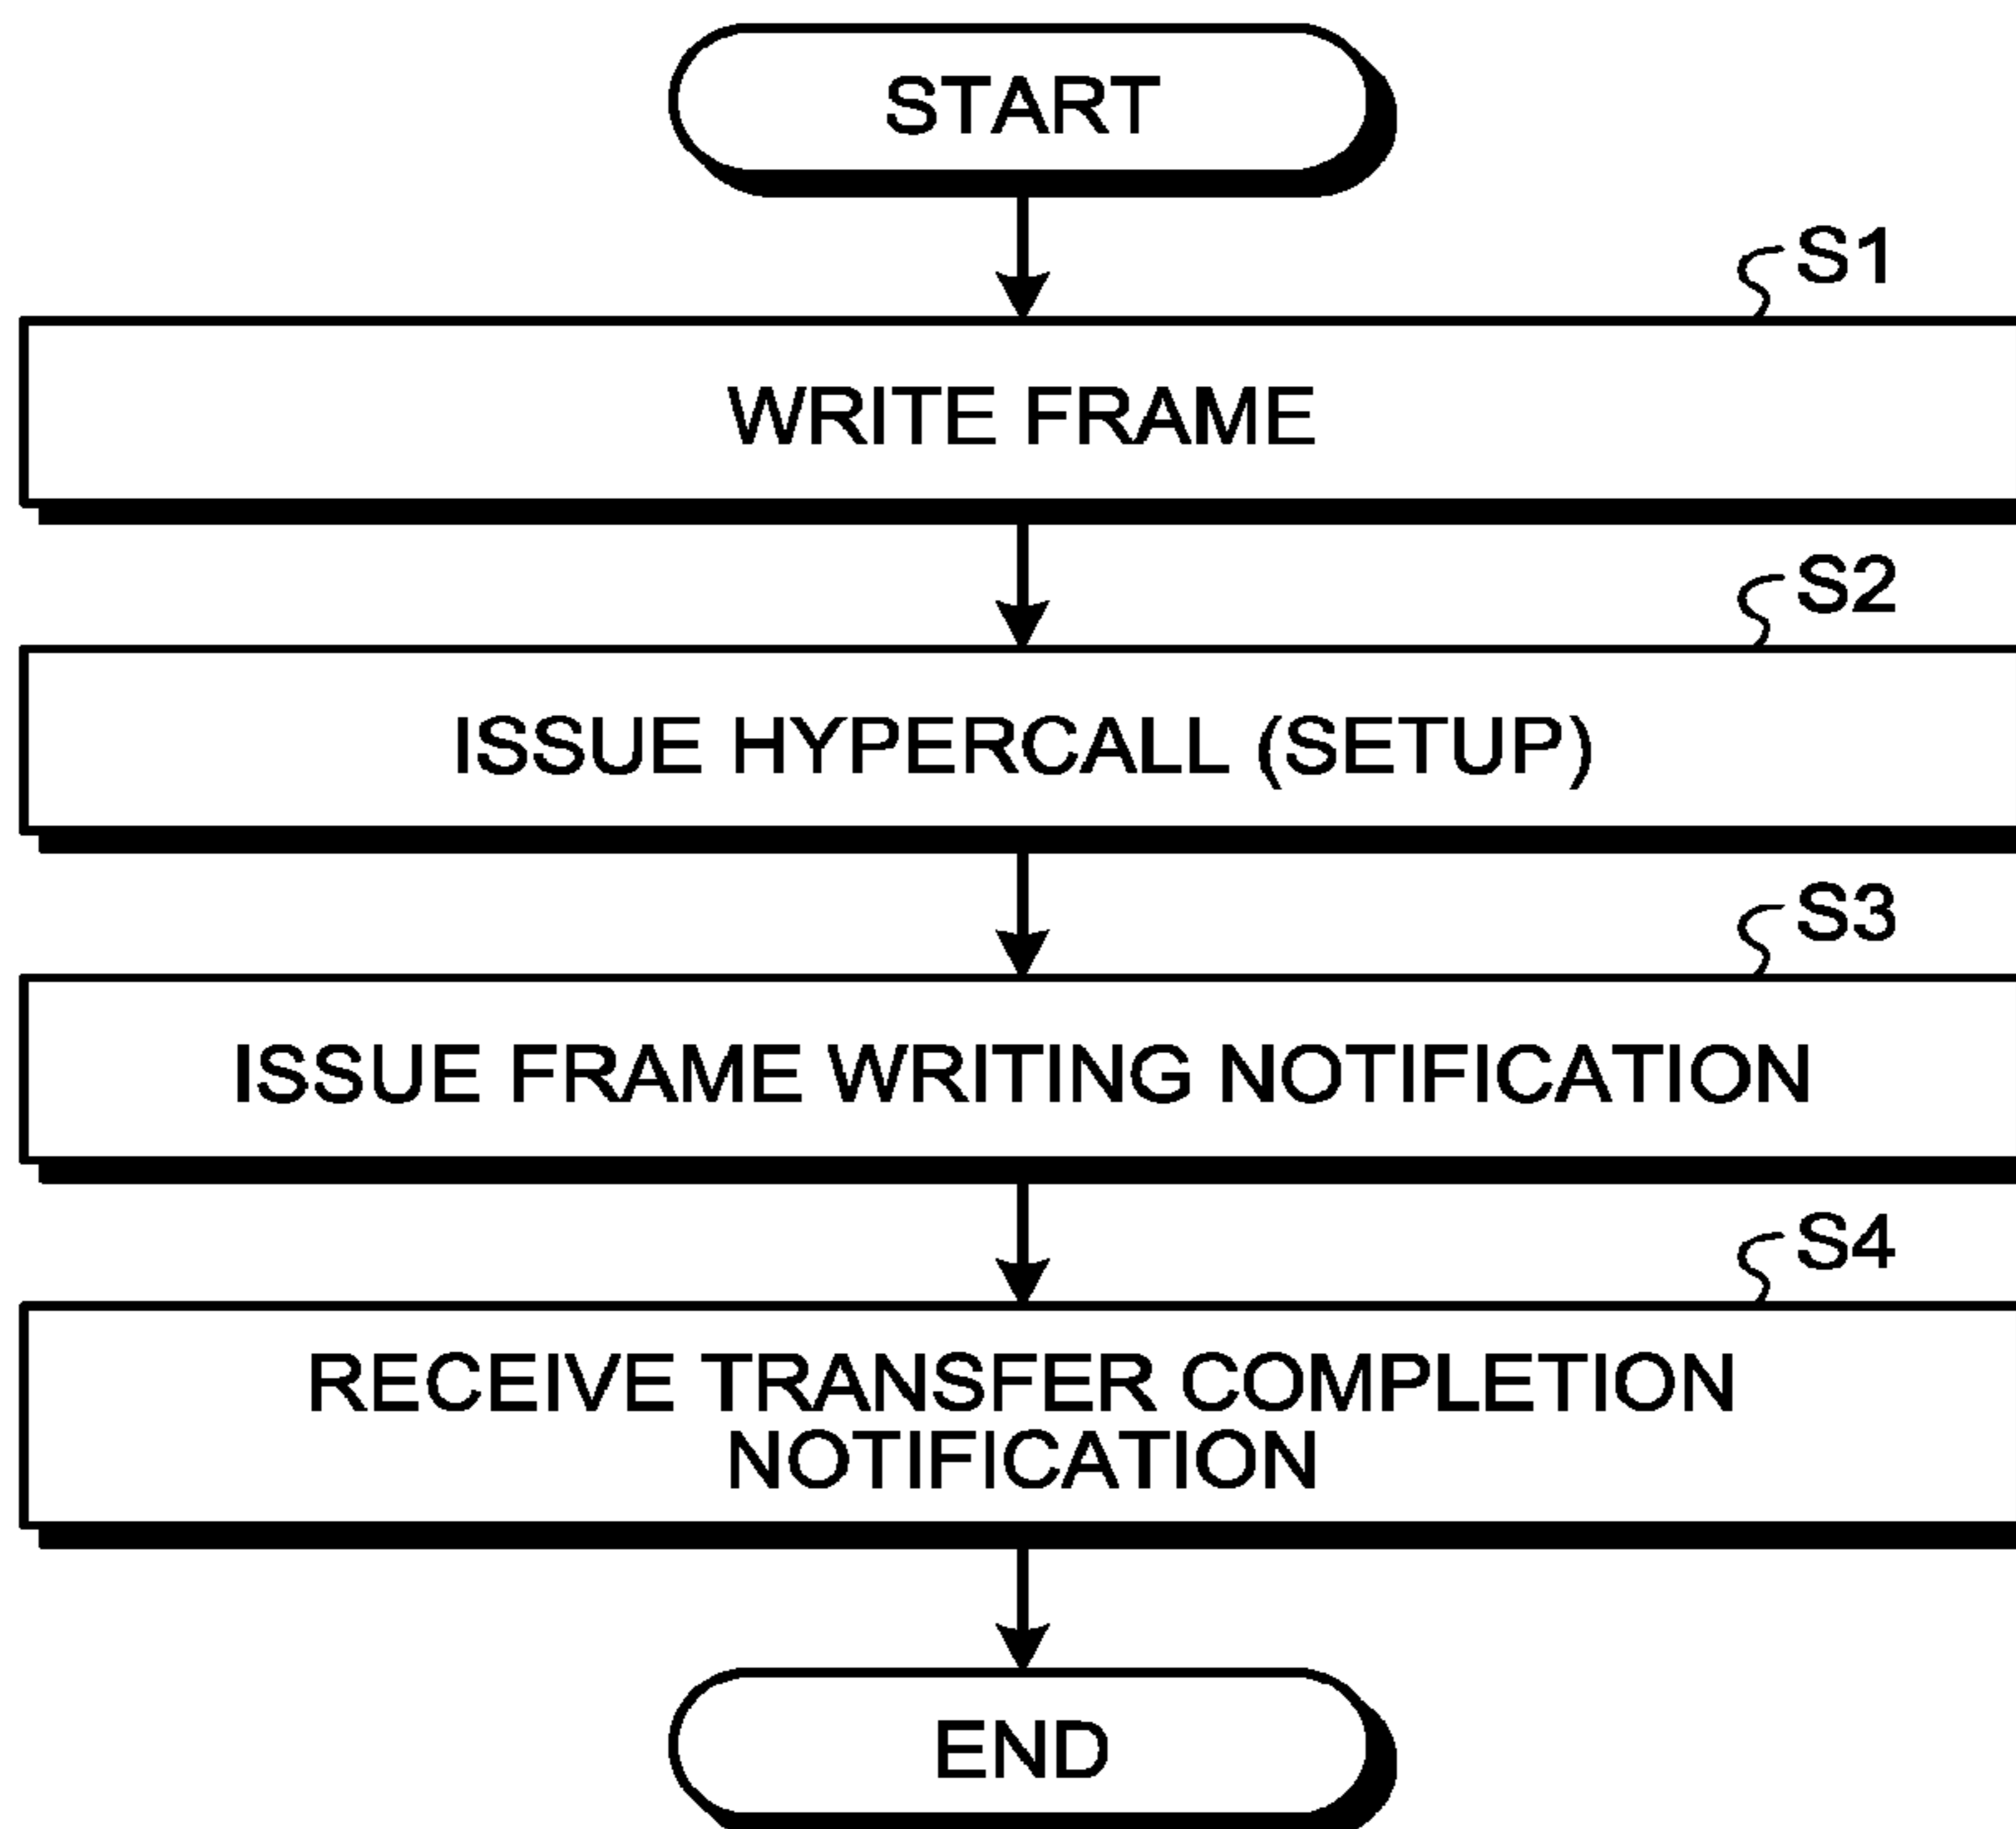 START
S1
WRITE FRAME
S2
ISSUE HYPERCALL (SETUP)
S3
ISSUE FRAME WRITING NOTIFICATION
S4
RECEIVE TRANSFER COMPLETION
NOTIFICATION
END